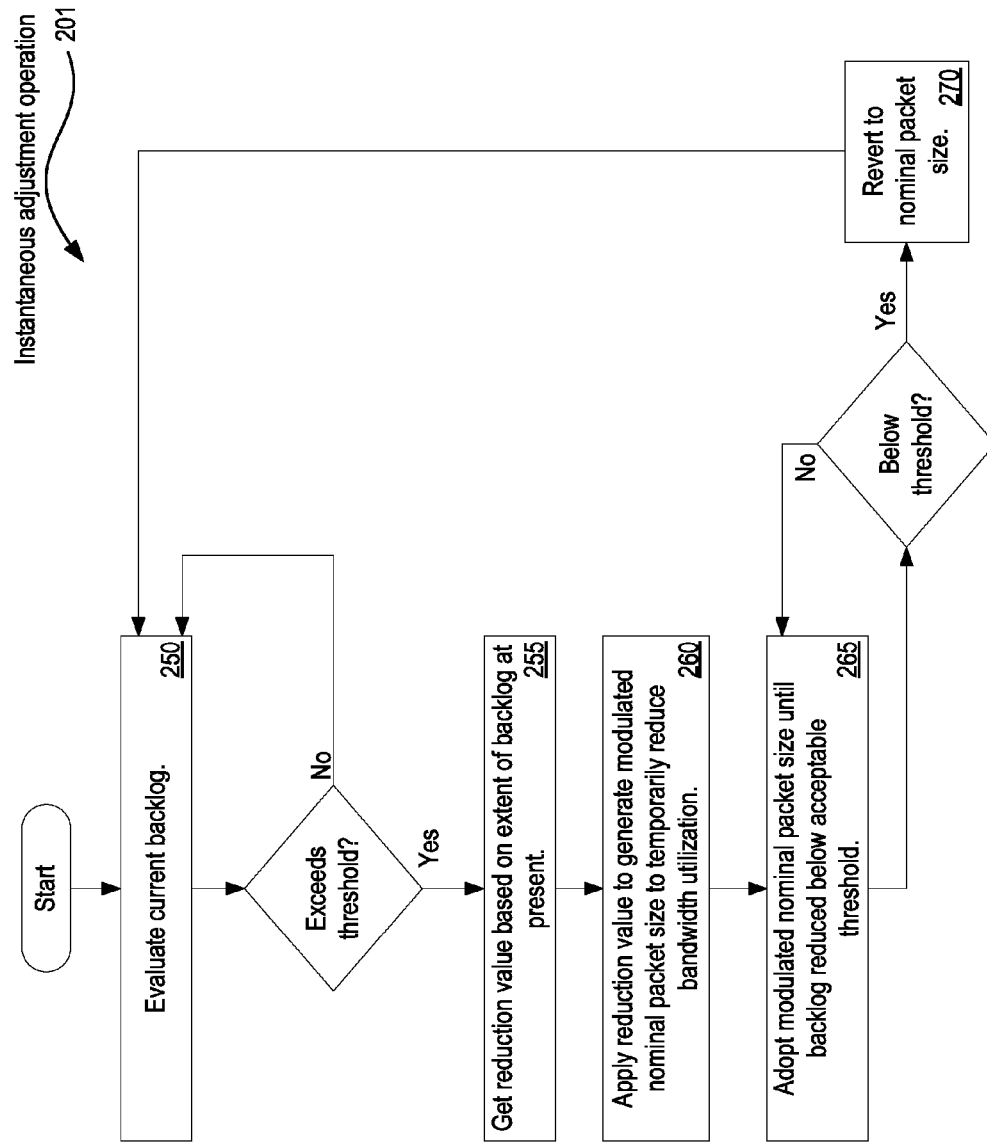 Instantaneous adjustment operation
201
Start
250
Evaluate current backlog.
Exceeds
threshold?
No
Yes
Get reduction value based on extent of backlog at
present.
255
Apply reduction value to generate modulated
nominal packet size to temporarily reduce
bandwidth utilization.
260
Adopt modulated nominal packet size until
backlog reduced below acceptable
threshold.
265
Below
threshold?
No
Yes
Revert to
nominal packet
size.
270